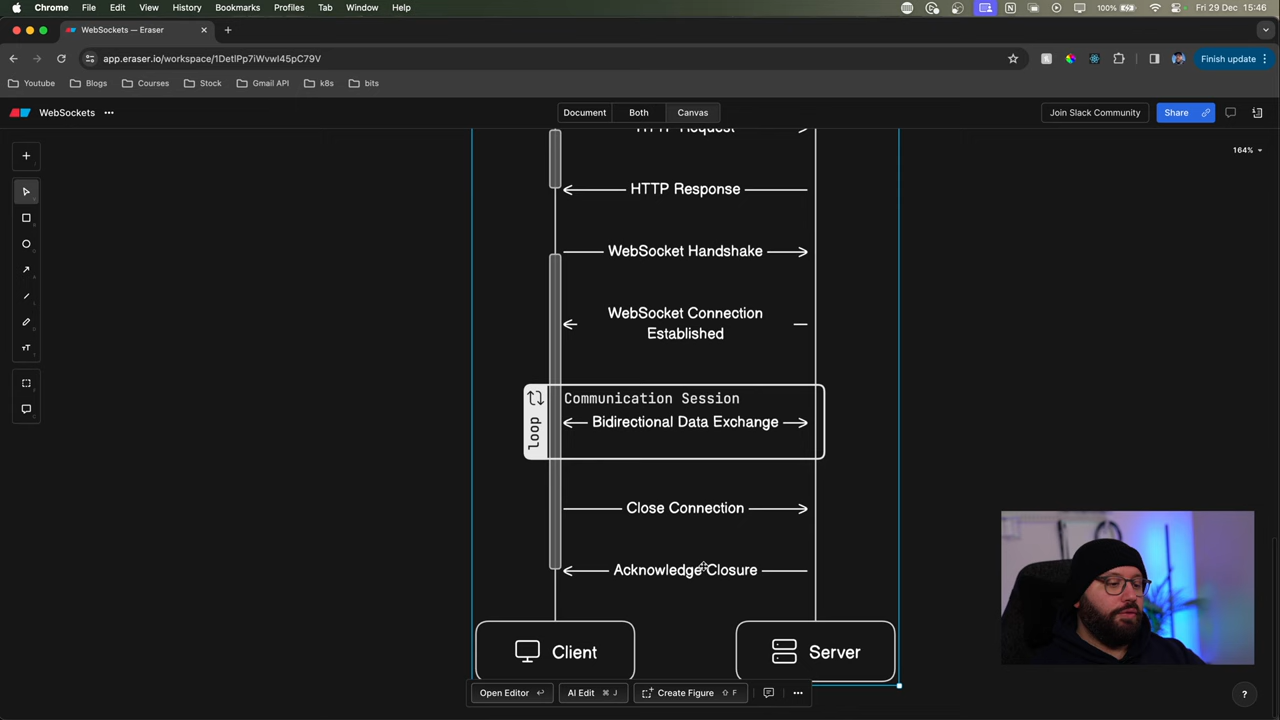 Chrome File Edit View History Bookmarks Profiles Tab Window Help 100% Fri 29 Dec 15:46
WebSockets — Eraser
app.eraser.io/workspace/1DetlPp7iWvwI45pC79V Finish update
Youtube Blogs Courses Stock Gmail API k8s bits
WebSockets Document Both Canvas Join Slack Community Share
164%
HTTP Request
HTTP Response
WebSocket Handshake
WebSocket Connection
Established
Communication Session
loop
Bidirectional Data Exchange
Close Connection
Acknowledge Closure
Client Server
Open Editor AI Edit ⌘ J Create Figure ⇧ F
?